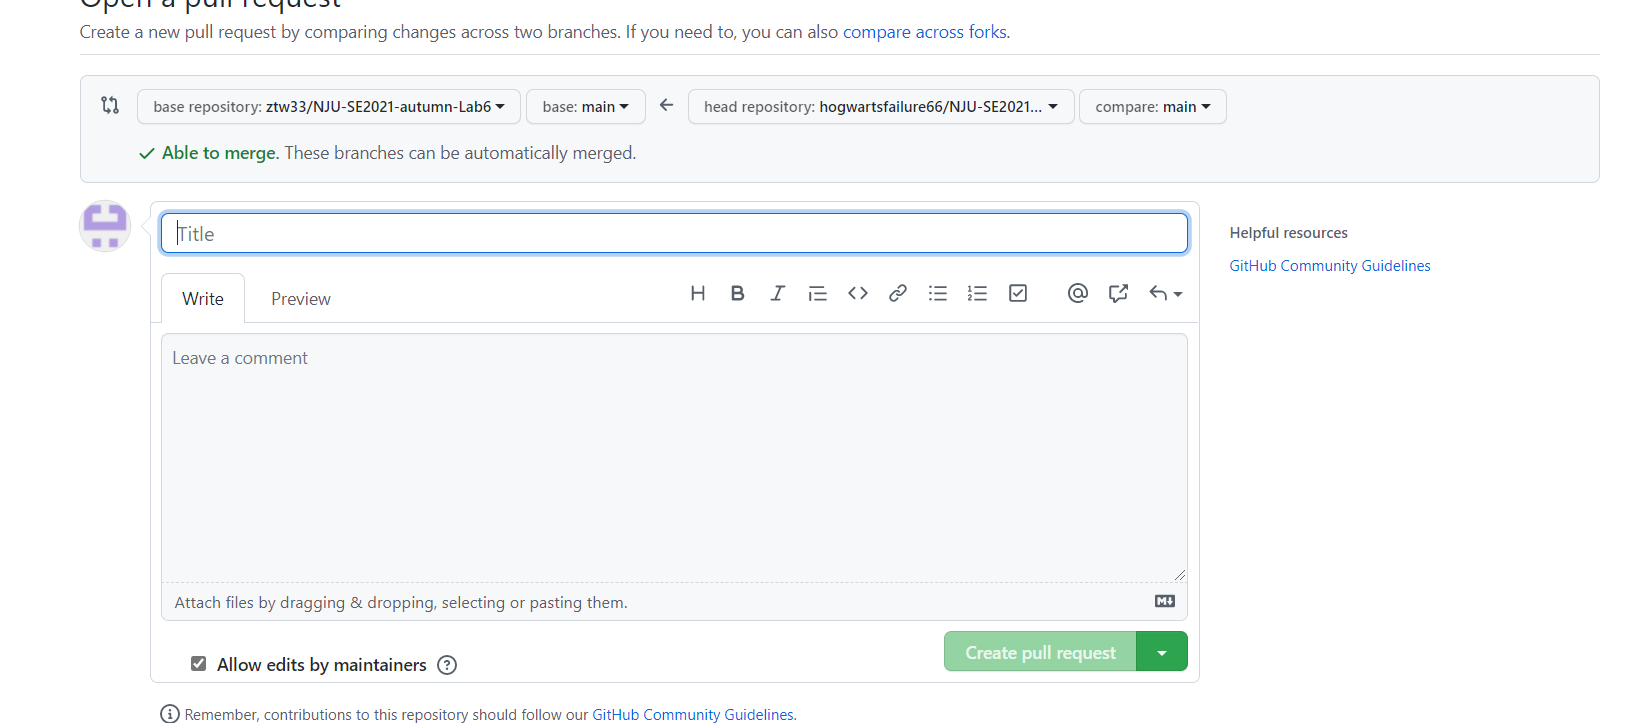 Open a pull request
Create a new pull request by comparing changes across two branches. If you need to, you can also compare across forks.
base repository: ztw33/NJU-SE2021-autumn-Lab6 base: main ← head repository: hogwartsfailure66/NJU-SE2021... compare: main
Able to merge. These branches can be automatically merged.
Title
Helpful resources
GitHub Community Guidelines
Write Preview
Leave a comment
Attach files by dragging & dropping, selecting or pasting them.
Allow edits by maintainers
Create pull request
Remember, contributions to this repository should follow our GitHub Community Guidelines.